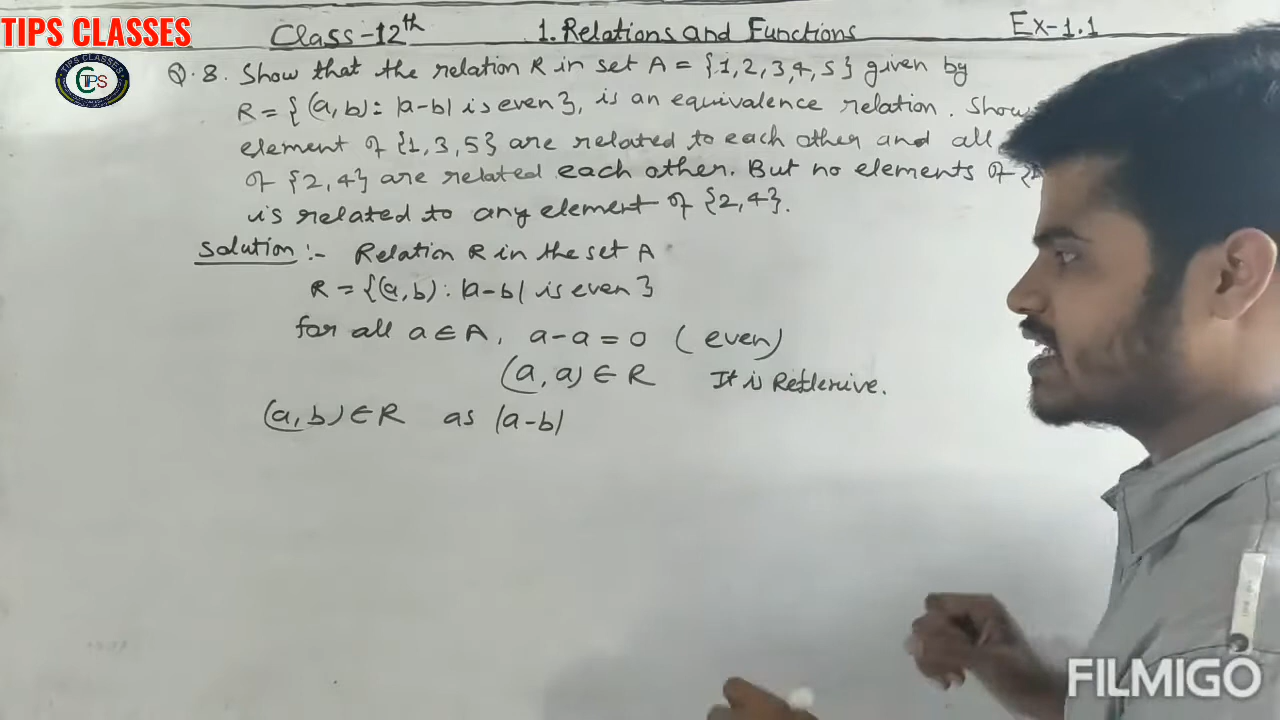 TIPS CLASSES
Class-12th 1. Relations and Functions Ex-1.1
TIPS CLASSES
TIPS
Q.8. Show that the relation R in set A = {1,2,3,4,5} given by
R = { (a,b) : |a-b| is even }, is an equivalence relation. Show
element of {1,3,5} are related to each other and all
of {2,4} are related each other. But no elements of {
is related to any element of {2,4}.
Solution :- Relation R in the set A
R = {(a,b) : |a-b| is even }
for all a ∈ A, a-a = 0 (even)
(a,a) ∈ R It is Reflexive.
(a,b) ∈ R as |a-b|
FILMIGO